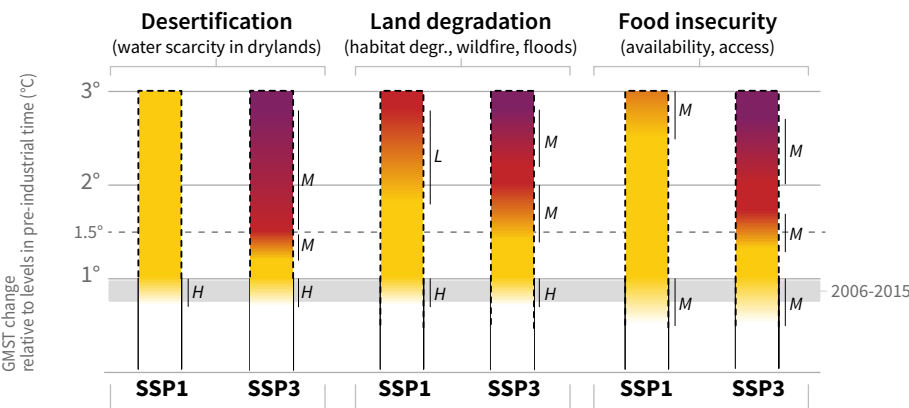 Desertification
(water scarcity in drylands)
Land degradation
(habitat degr., wildfire, floods)
Food insecurity
(availability, access)
GMST change
relative to levels in pre-industrial time (°C)
3°
2°
1.5°
1°
M
M
H
H
L
H
M
M
H
M
M
M
M
M
2006-2015
SSP1
SSP3
SSP1
SSP3
SSP1
SSP3